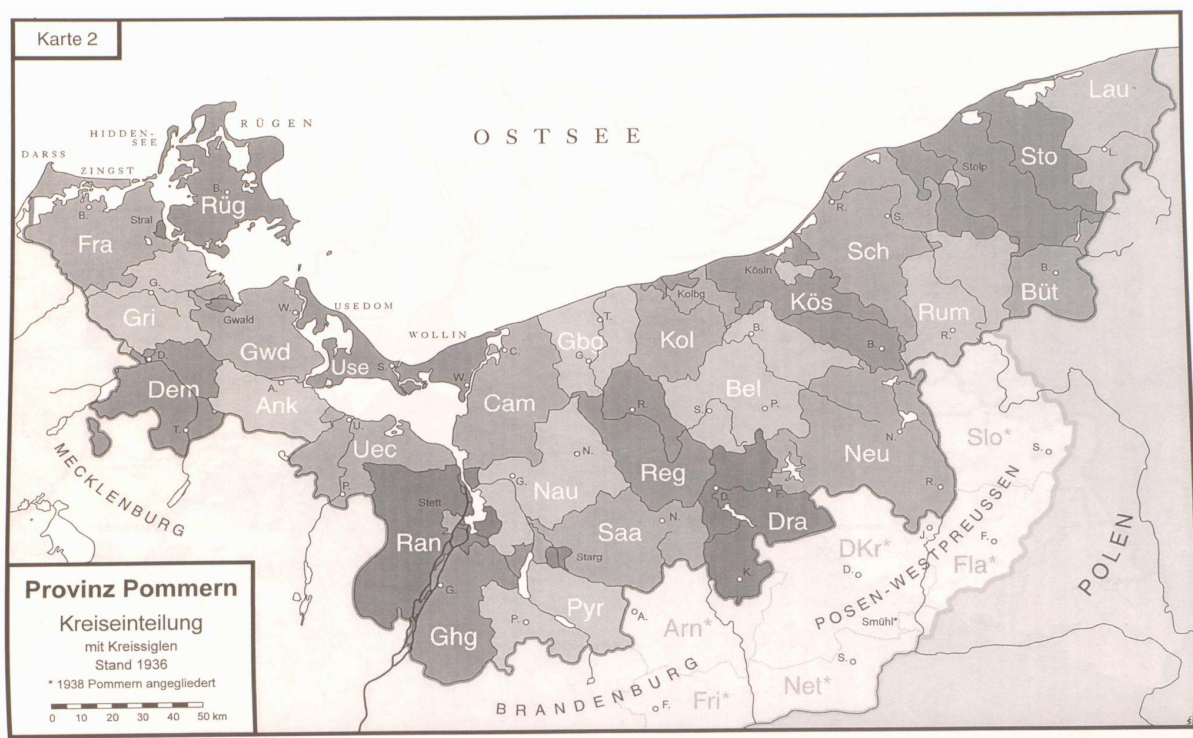 Karte 2
OSTSEE
RÜGEN
HIDDEN-
SEE
DARSS
ZINGST
USEDOM
WOLLIN
Lau
L.
Sto
Stolp
B.
Rüg
B.
Stral
Fra
R.
S.
Sch
Kösln
Kös
B.
Büt
G.
Gri
Gwald
W.
Gwd
Kolbg
Kol
T.
Gbo
G.
B.
Rum
R.
D.
Dem
T.
A.
Ank
Use
S.
W.
C.
Cam
Bel
S.
P.
R.
Reg
B.
Neu
N.
R.
Slo*
S.
U.
Uec
P.
MECKLENBURG
Stett
Ran
G.
N.
Nau
Saa
N.
Starg
D.
F.
Dra
K.
DKr*
D.
F.
Fla*
POLEN
POSEN-WESTPREUSSEN
Smühl*
G.
Ghg
P.
Pyr
A.
Arn*
S.
Net*
F.
Fri*
BRANDENBURG
Provinz Pommern
Kreiseinteilung
mit Kreissiglen
Stand 1936
* 1938 Pommern angegliedert
0 10 20 30 40 50 km